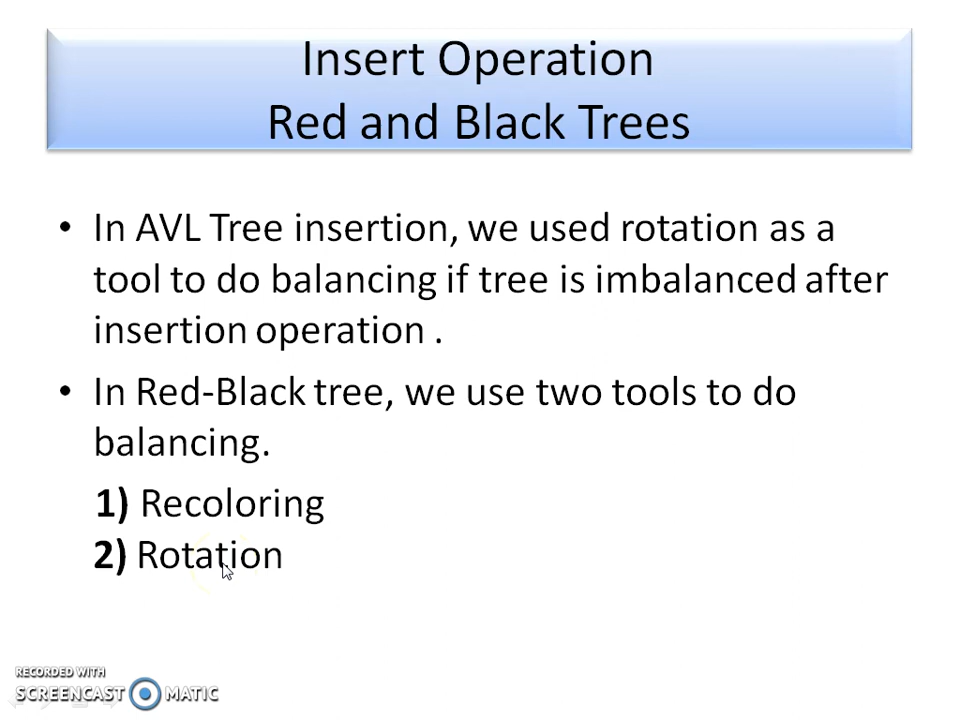 Insert Operation
Red and Black Trees
• In AVL Tree insertion, we used rotation as a
tool to do balancing if tree is imbalanced after
insertion operation .
• In Red-Black tree, we use two tools to do
balancing.
1) Recoloring
2) Rotation
RECORDED WITH
SCREENCAST MATIC